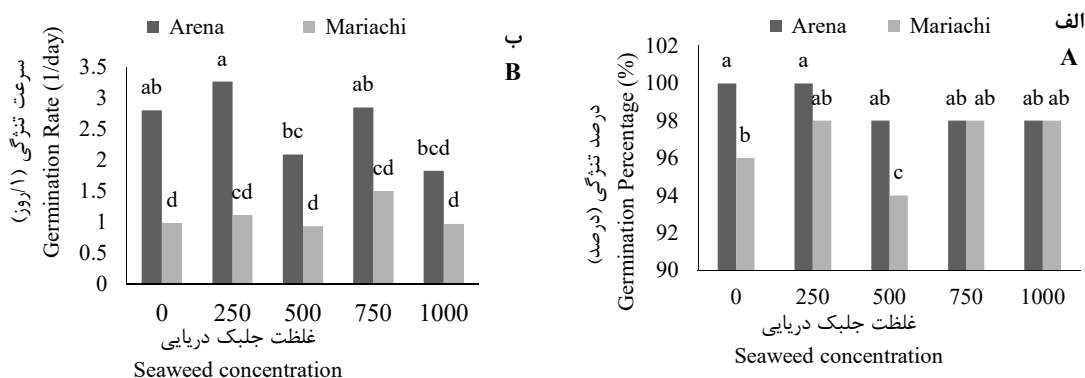 الف
A
Arena Mariachi
درصد تنژگی (درصد)
Germination Percentage (%)
102
100
98
96
94
92
90
a a ab ab ab ab ab
b ab c
0 250 500 750 1000
غلظت جلبک دریایی
Seaweed concentration
ب
B
Arena Mariachi
سرعت تنژگی (۱/روز)
Germination Rate (1/day)
3.5
3
2.5
2
1.5
1
0.5
0
ab a bc ab bcd
d cd d cd d
0 250 500 750 1000
غلظت جلبک دریایی
Seaweed concentration